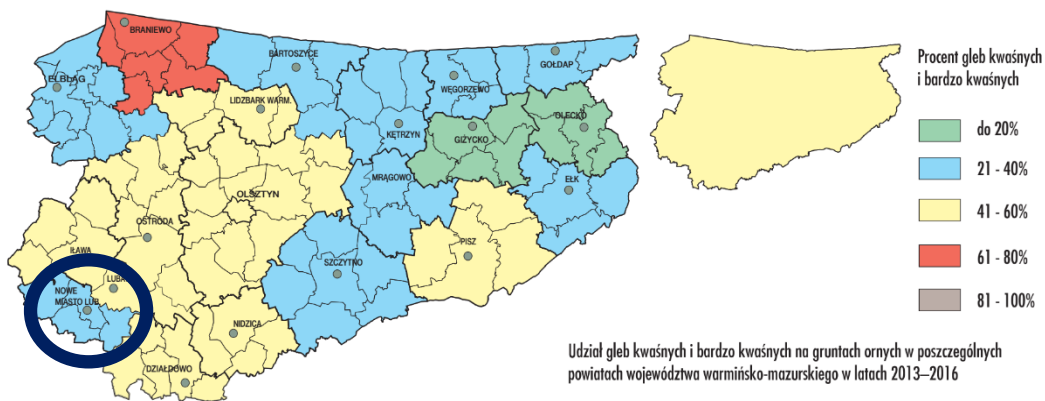 BRANIEWO
ELBLĄG
BARTOSZYCE
GOŁDAP
WĘGORZEWO
LIDZBARK WARM.
KĘTRZYN
GIŻYCKO
OLECKO
MRĄGOWO
EŁK
OLSZTYN
OSTRÓDA
IŁAWA
PISZ
SZCZYTNO
NOWE
MIASTO LUB.
LUBA
NIDZICA
DZIAŁDOWO
Procent gleb kwaśnych
i bardzo kwaśnych
do 20%
21 - 40%
41 - 60%
61 - 80%
81 - 100%
Udział gleb kwaśnych i bardzo kwaśnych na gruntach ornych w poszczególnych
powiatach województwa warmińsko-mazurskiego w latach 2013–2016